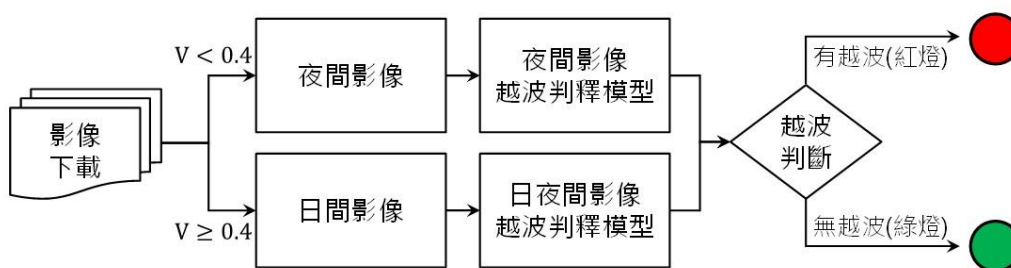 影像
下載
V < 0.4
夜間影像
夜間影像
越波判釋模型
V ≥ 0.4
日間影像
日夜間影像
越波判釋模型
越波
判斷
有越波(紅燈)
無越波(綠燈)